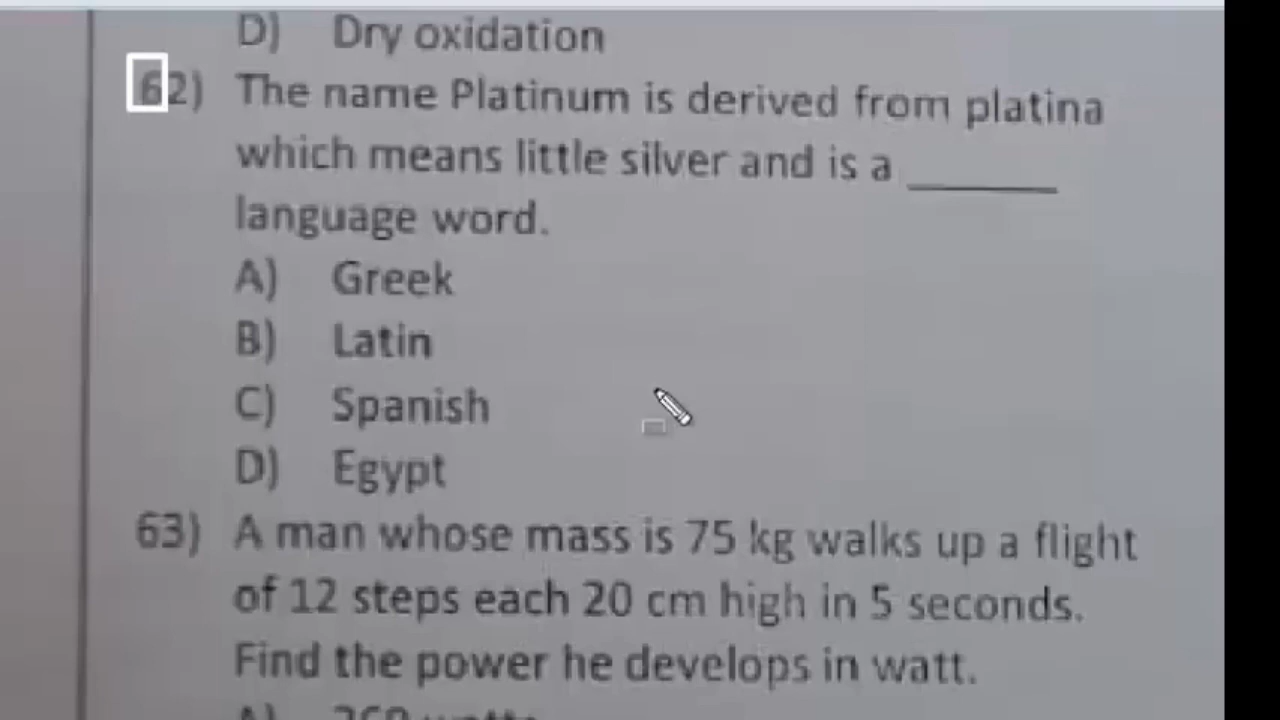 D) Dry oxidation
62) The name Platinum is derived from platina
which means little silver and is a ______
language word.
A) Greek
B) Latin
C) Spanish
D) Egypt
63) A man whose mass is 75 kg walks up a flight
of 12 steps each 20 cm high in 5 seconds.
Find the power he develops in watt.